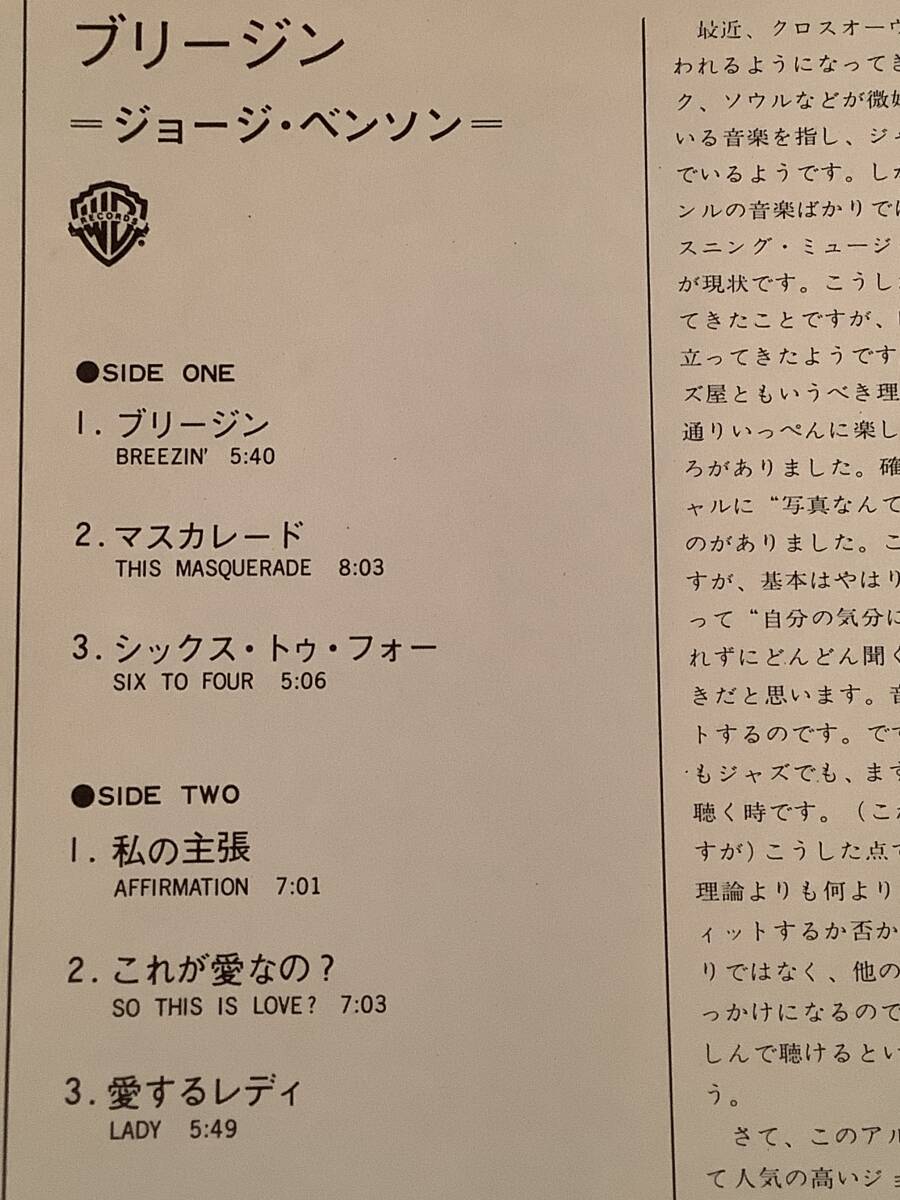 ブリージン
=ジョージ・ベンソン=
RECORDS
●SIDE ONE
1. ブリージン
BREEZIN' 5:40
2. マスカレード
THIS MASQUERADE 8:03
3. シックス・トゥ・フォー
SIX TO FOUR 5:06
●SIDE TWO
1. 私の主張
AFFIRMATION 7:01
2. これが愛なの?
SO THIS IS LOVE? 7:03
3. 愛するレディ
LADY 5:49
最近、クロスオーウ
われるようになってき
ク、ソウルなどが微妙
いる音楽を指し、ジャ
でいるようです。しか
ンルの音楽ばかりでは
スニング・ミュージ
が現状です。こうし
てきたことですが、
立ってきたようです
ズ屋ともいうべき理
通りいっぺんに楽し
ろがありました。確
ャルに“写真なんて
のがありました。こ
すが、基本はやはり
って“自分の気分に
れずにどんどん聞く
きだと思います。音
トするのです。です
もジャズでも、まず
聴く時です。(これ
すが)こうした点で
理論よりも何より
ィットするか否か
りではなく、他の
っかけになるので
しんで聴けるとい
う。
さて、このアル
て人気の高いジョ